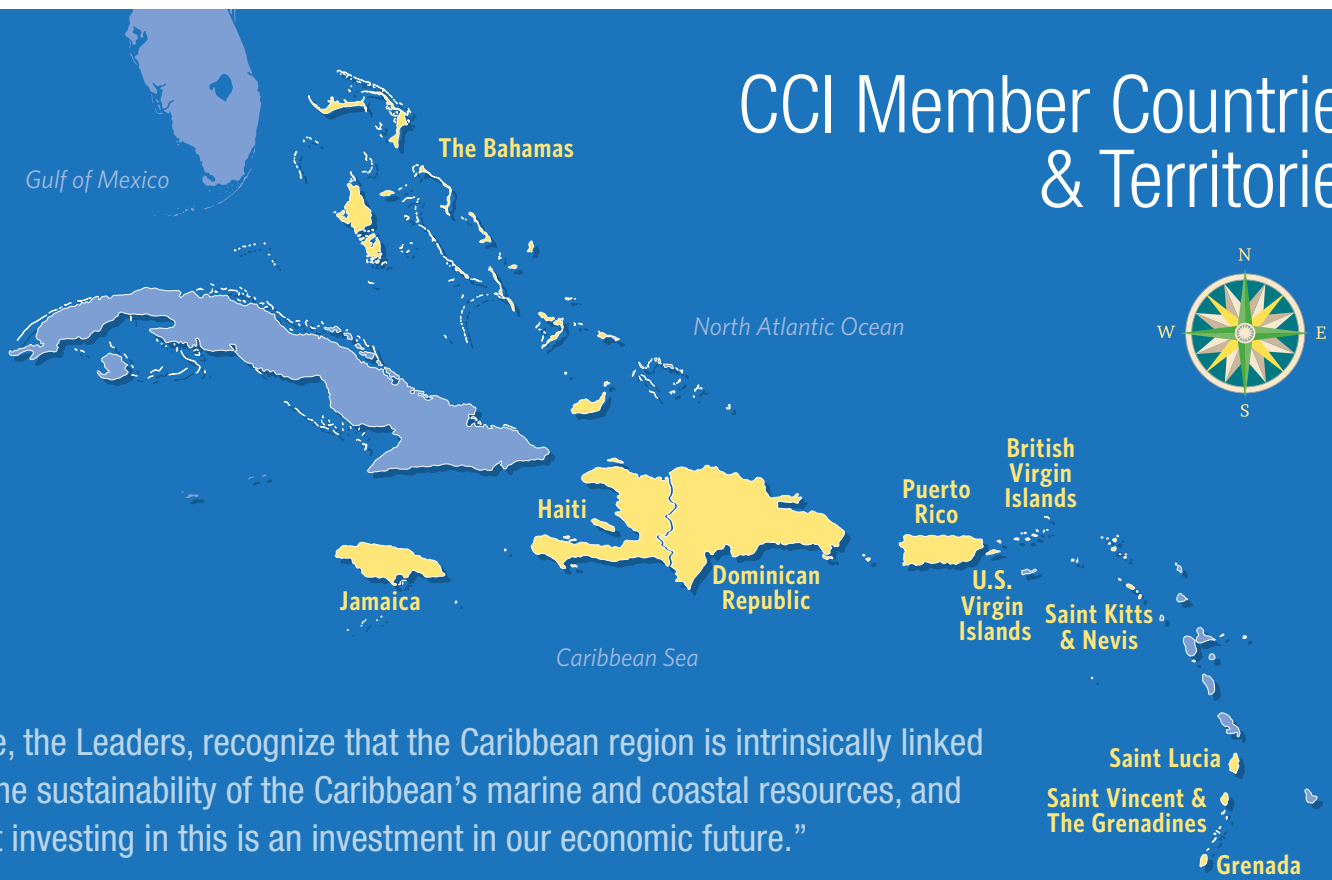 CCI Member Countrie
& Territorie
The Bahamas
Gulf of Mexico
N
W
E
S
North Atlantic Ocean
British
Virgin
Islands
Puerto
Rico
Haiti
Dominican
Republic
U.S.
Virgin
Islands
Saint Kitts
& Nevis
Jamaica
Caribbean Sea
e, the Leaders, recognize that the Caribbean region is intrinsically linked
he sustainability of the Caribbean’s marine and coastal resources, and
t investing in this is an investment in our economic future.”
Saint Lucia
Saint Vincent &
The Grenadines
Grenada